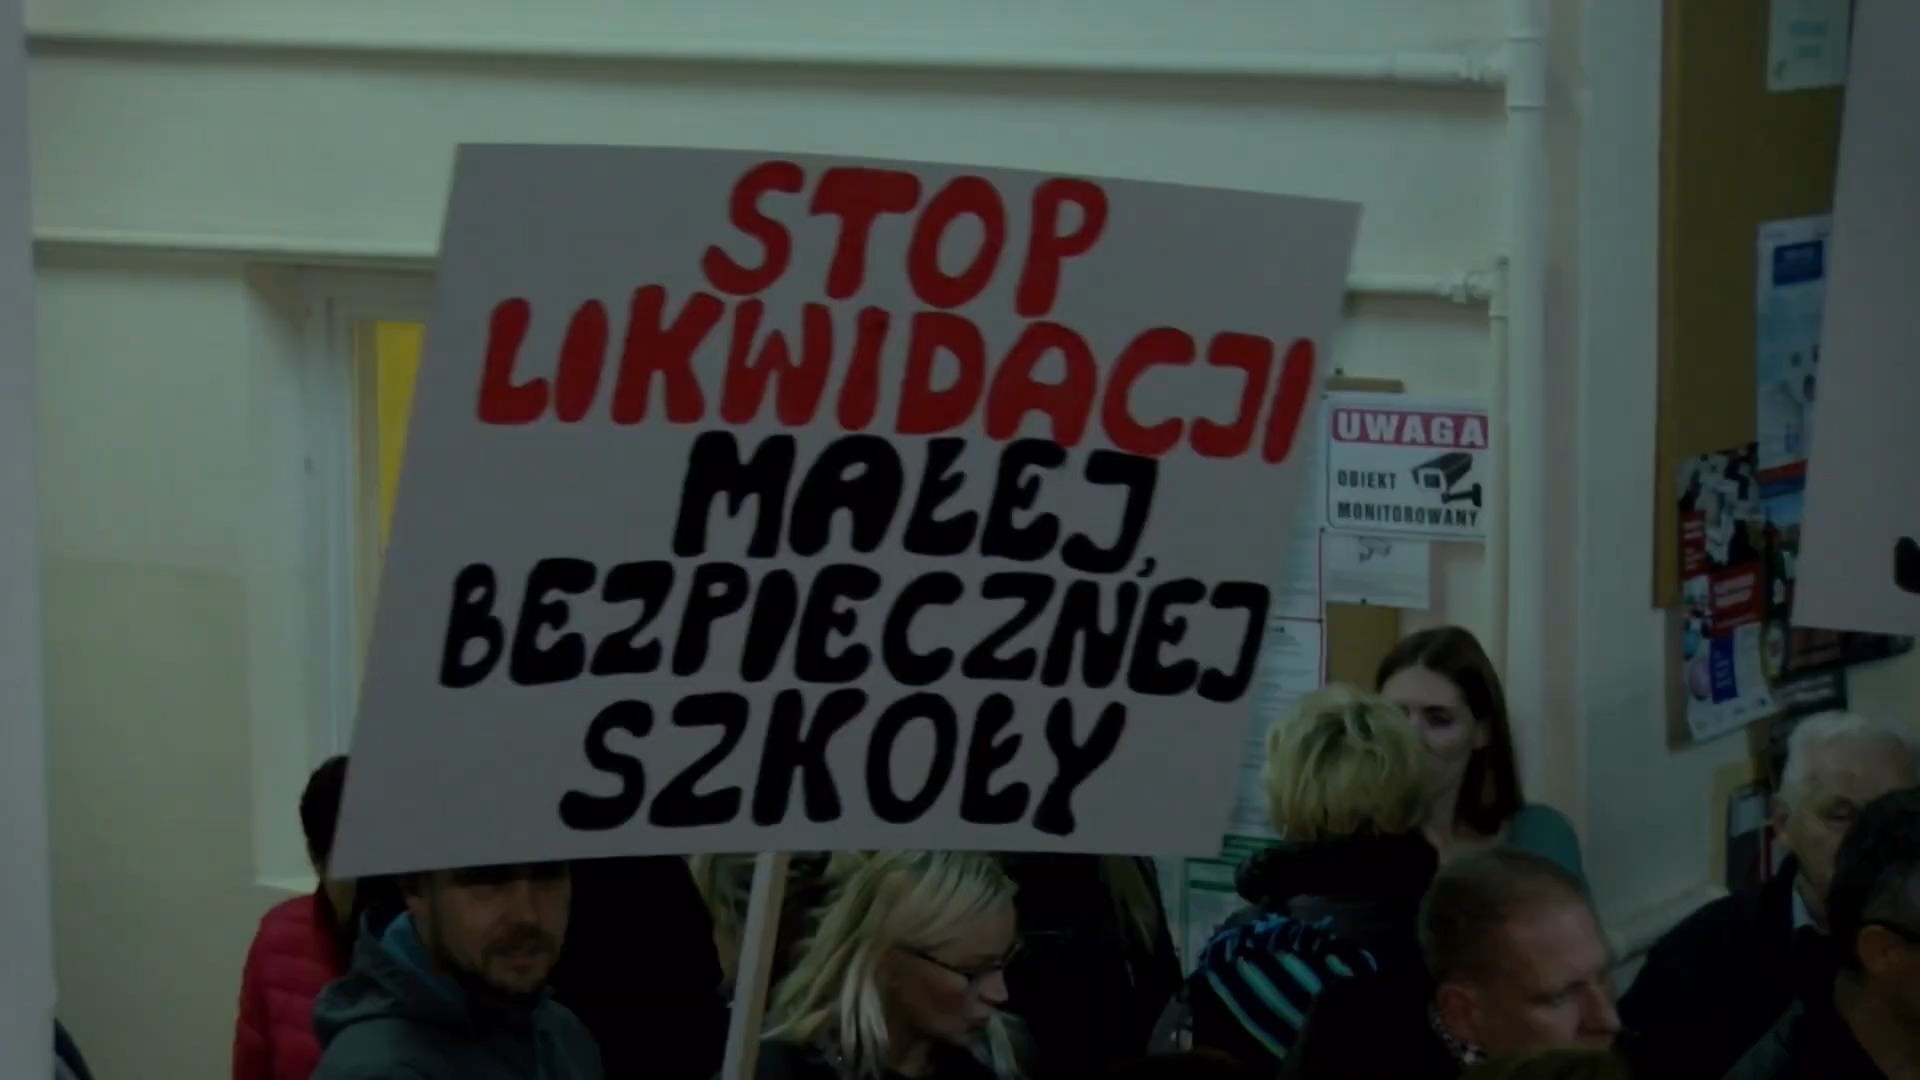 STOP
LIKWIDACJI
MAŁEJ,
BEZPIECZNEJ
SZKOŁY
UWAGA
OBIEKT
MONITOROWANY